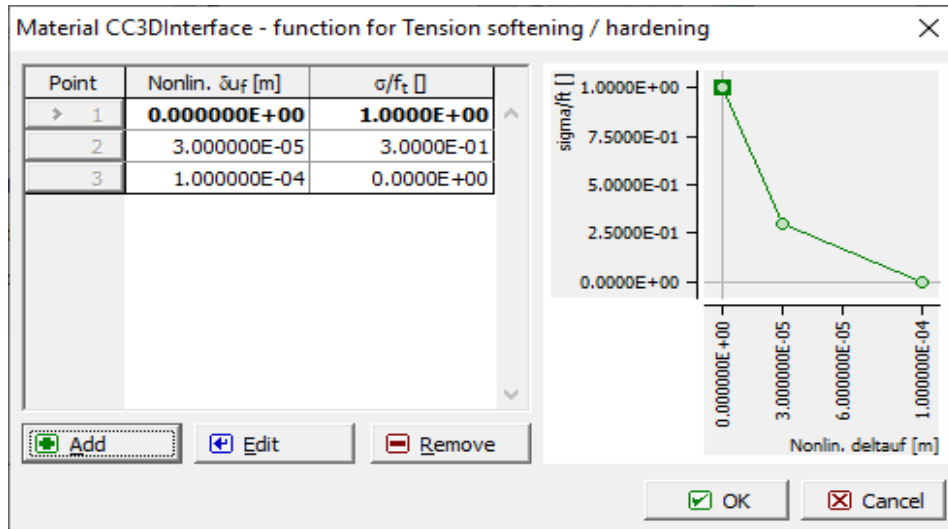 Material CC3DInterface - function for Tension softening / hardening
Point Nonlin. δuf [m] σ/ft []
1 0.000000E+00 1.0000E+00
2 3.000000E-05 3.0000E-01
3 1.000000E-04 0.0000E+00
Add Edit Remove
sigma/ft []
1.0000E+00
7.5000E-01
5.0000E-01
2.5000E-01
0.0000E+00
0.000000E+00
3.000000E-05
6.000000E-05
1.000000E-04
Nonlin. deltauf [m]
OK Cancel